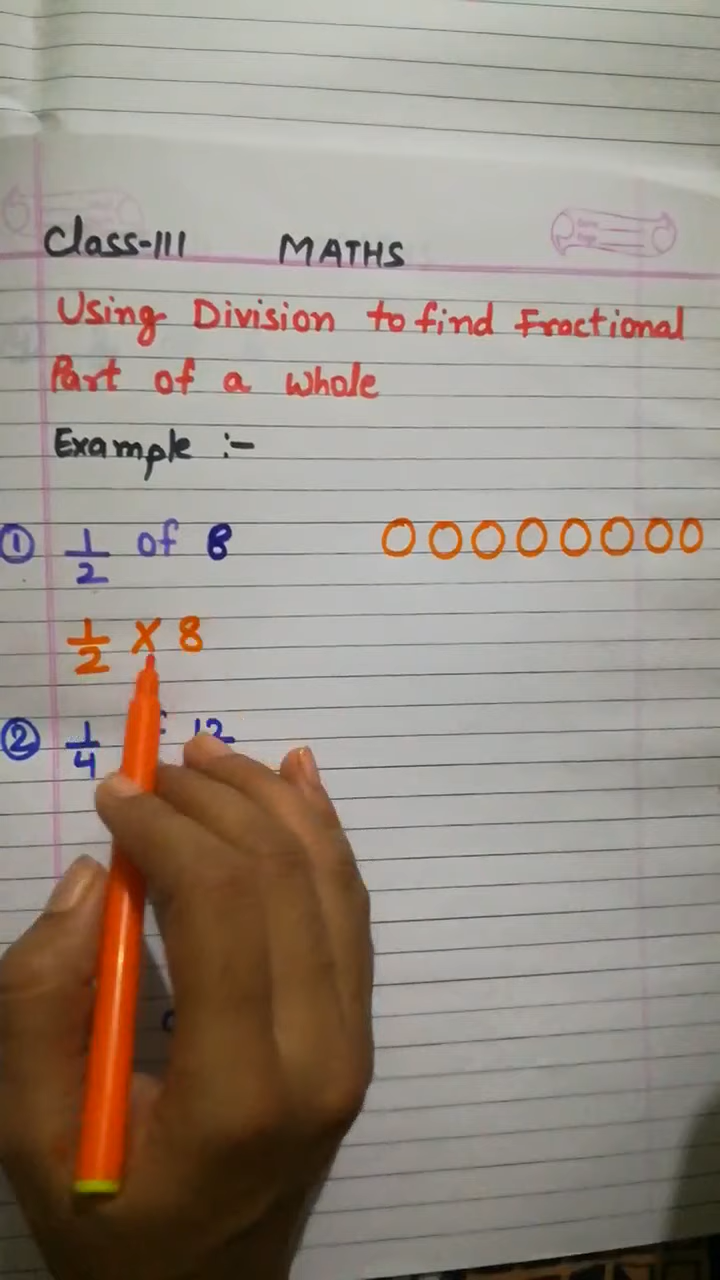 Class-III MATHS
Using Division to find Fractional
Part of a whole
Example :-
① 1/2 of 8
1/2 X 8
② 1/4 12